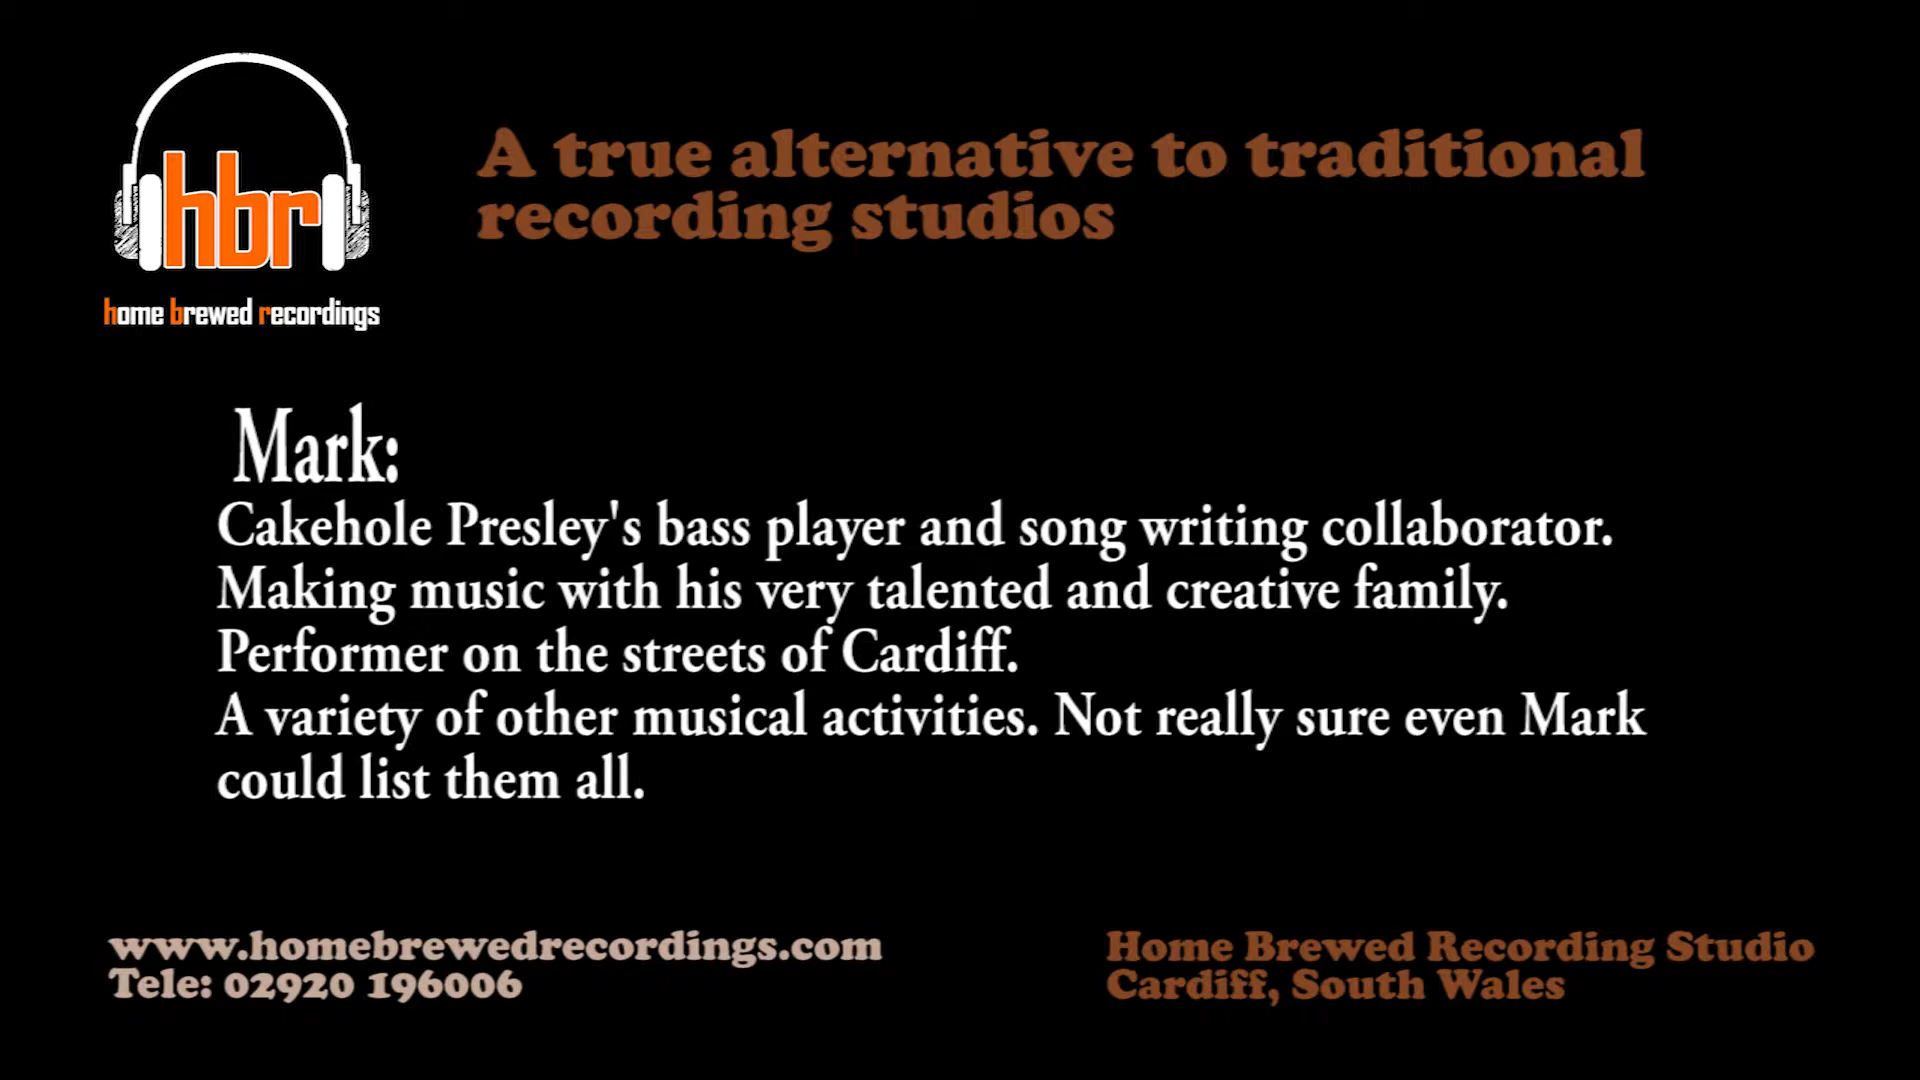 hbr
home brewed recordings
A true alternative to traditional
recording studios
Mark:
Cakehole Presley's bass player and song writing collaborator.
Making music with his very talented and creative family.
Performer on the streets of Cardiff.
A variety of other musical activities. Not really sure even Mark
could list them all.
www.homebrewedrecordings.com
Tele: 02920 196006
Home Brewed Recording Studio
Cardiff, South Wales